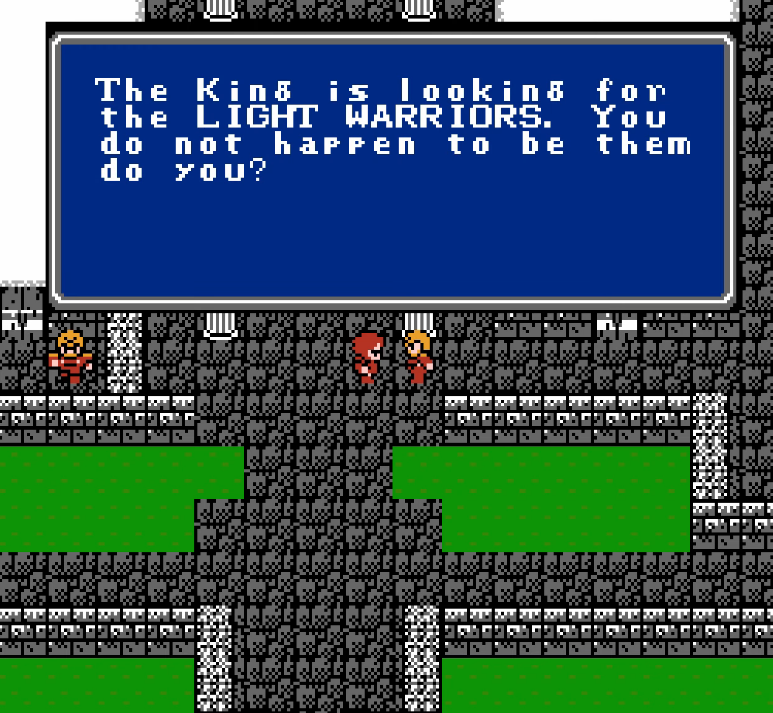 The King is looking for
the LIGHT WARRIORS. You
do not happen to be them
do you?